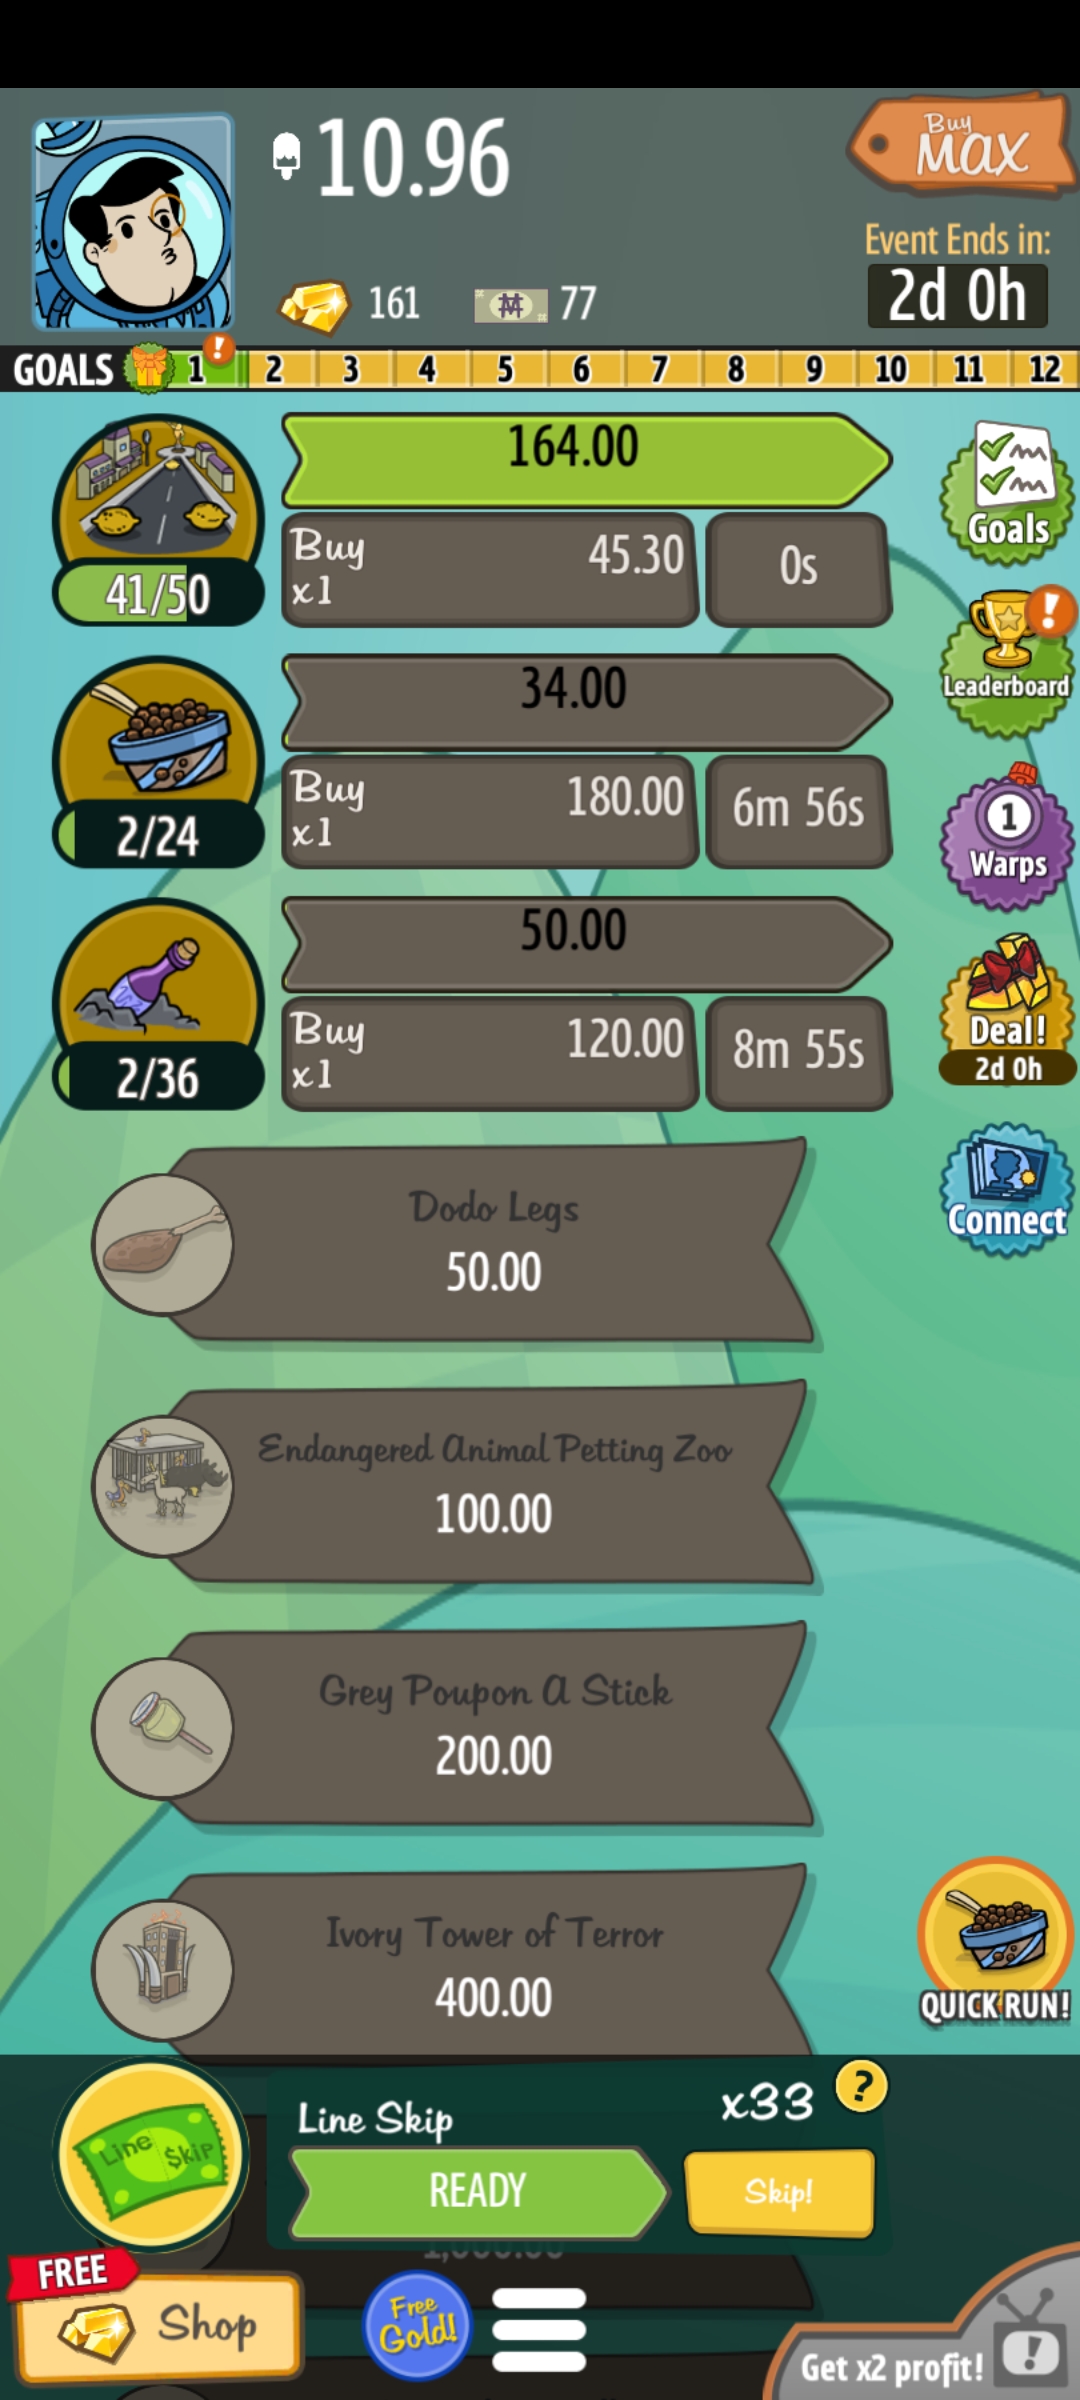 10.96
Buy
MAX
161
77
Event Ends in:
2d 0h
GOALS 1 ! 2 3 4 5 6 7 8 9 10 11 12
164.00
Buy
x1
45.30
0s
41/50
Goals
34.00
Buy
x1
180.00
6m 56s
2/24
!
Leaderboard
1
Warps
50.00
Buy
x1
120.00
8m 55s
2/36
Deal!
2d 0h
Dodo Legs
50.00
Connect
Endangered Animal Petting Zoo
100.00
Grey Poupon A Stick
200.00
Ivory Tower of Terror
400.00
QUICK RUN!
Line $kip
Line Skip
x33
?
READY
Skip!
1,000.00
FREE
Shop
Free
Gold!
Get x2 profit!
!